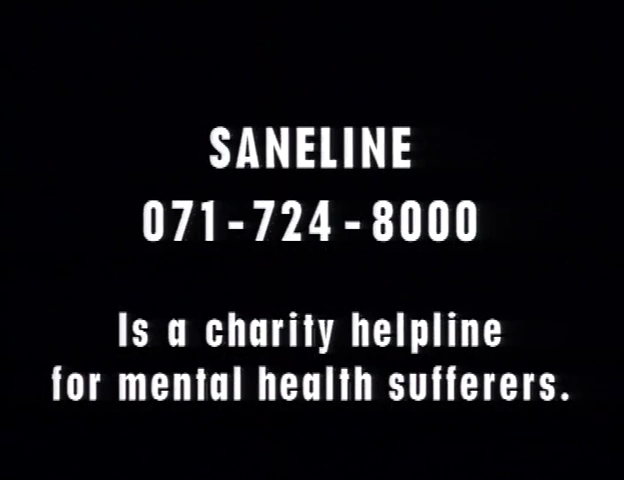 SANELINE
071-724-8000
Is a charity helpline
for mental health sufferers.